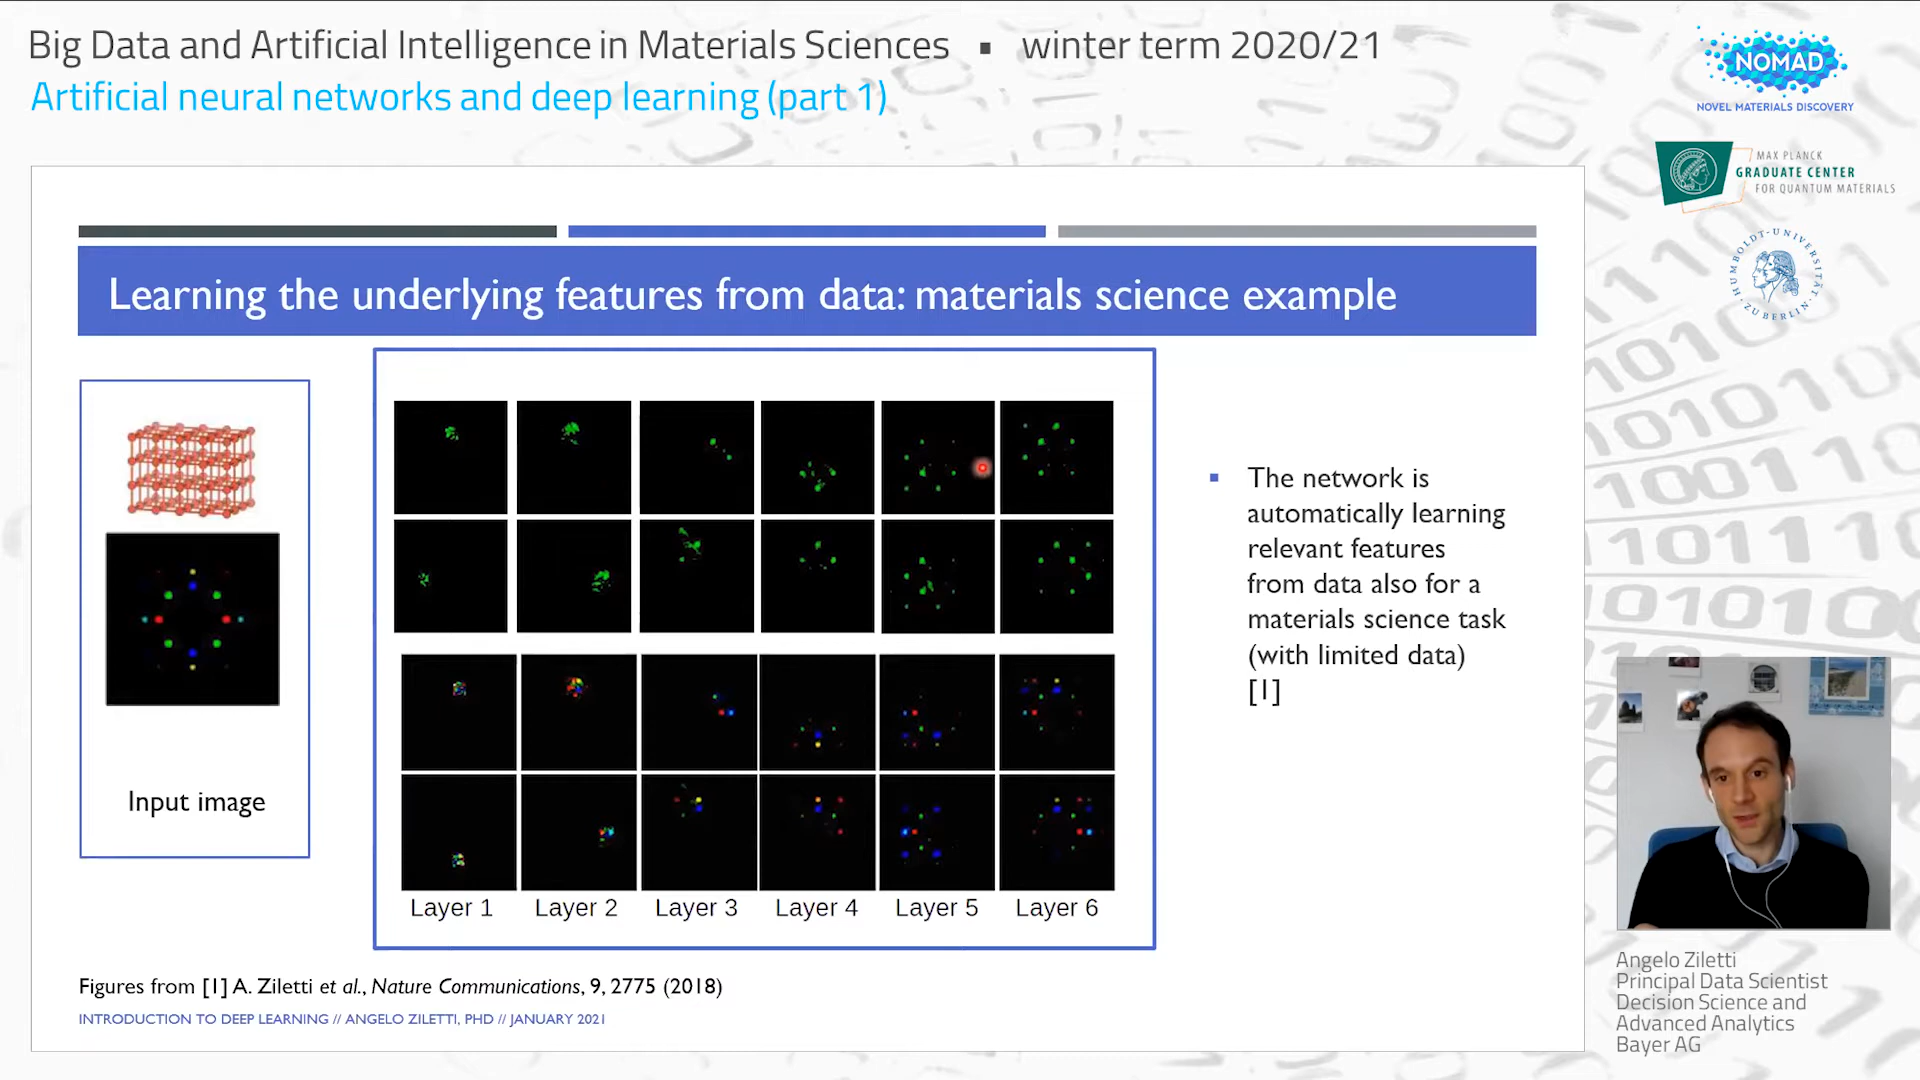 Big Data and Artificial Intelligence in Materials Sciences ▪ winter term 2020/21
Artificial neural networks and deep learning (part 1)
NOMAD
NOVEL MATERIALS DISCOVERY
MAX PLANCK
GRADUATE CENTER
FOR QUANTUM MATERIALS
HUMBOLDT-UNIVERSITÄT
ZU BERLIN
Learning the underlying features from data: materials science example
Input image
Layer 1 Layer 2 Layer 3 Layer 4 Layer 5 Layer 6
▪ The network is
automatically learning
relevant features
from data also for a
materials science task
(with limited data)
[1]
Figures from [1] A. Ziletti et al., Nature Communications, 9, 2775 (2018)
INTRODUCTION TO DEEP LEARNING // ANGELO ZILETTI, PHD // JANUARY 2021
Angelo Ziletti
Principal Data Scientist
Decision Science and
Advanced Analytics
Bayer AG